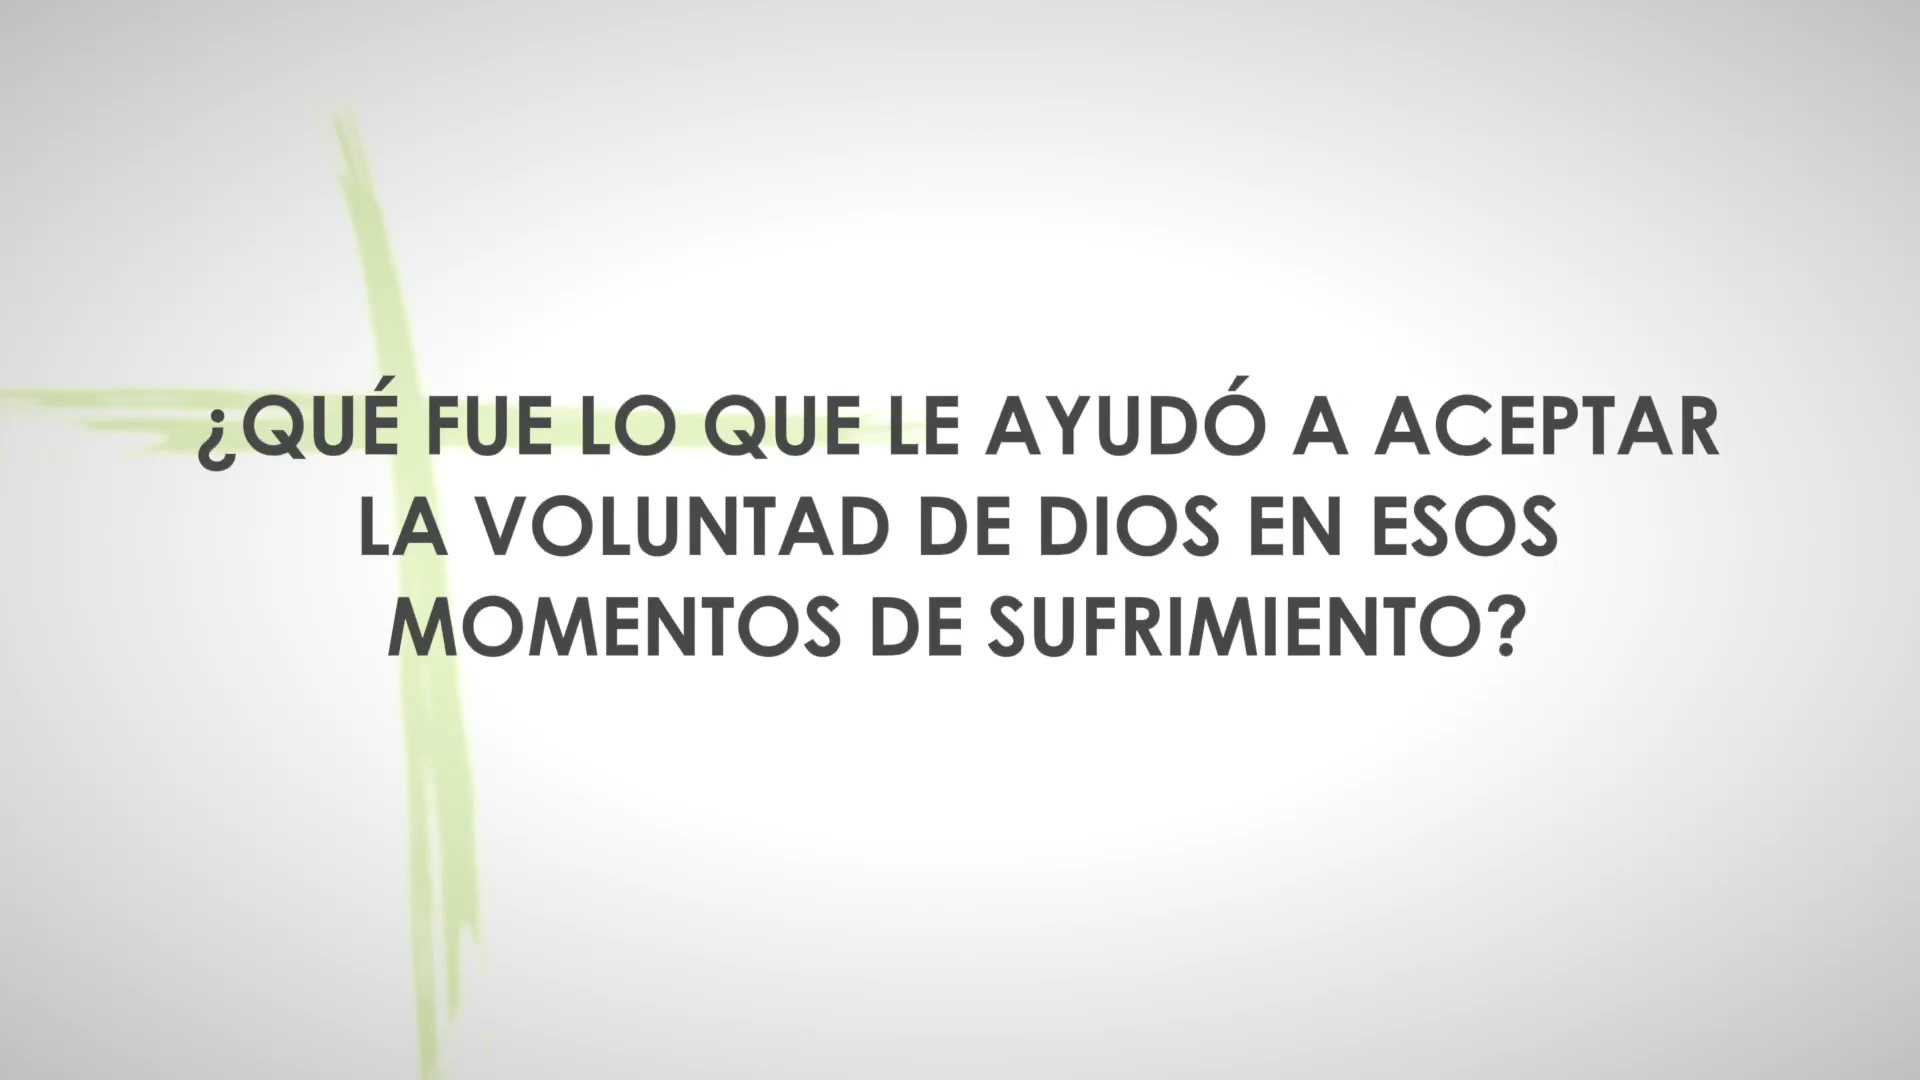 ¿QUÉ FUE LO QUE LE AYUDÓ A ACEPTAR
LA VOLUNTAD DE DIOS EN ESOS
MOMENTOS DE SUFRIMIENTO?